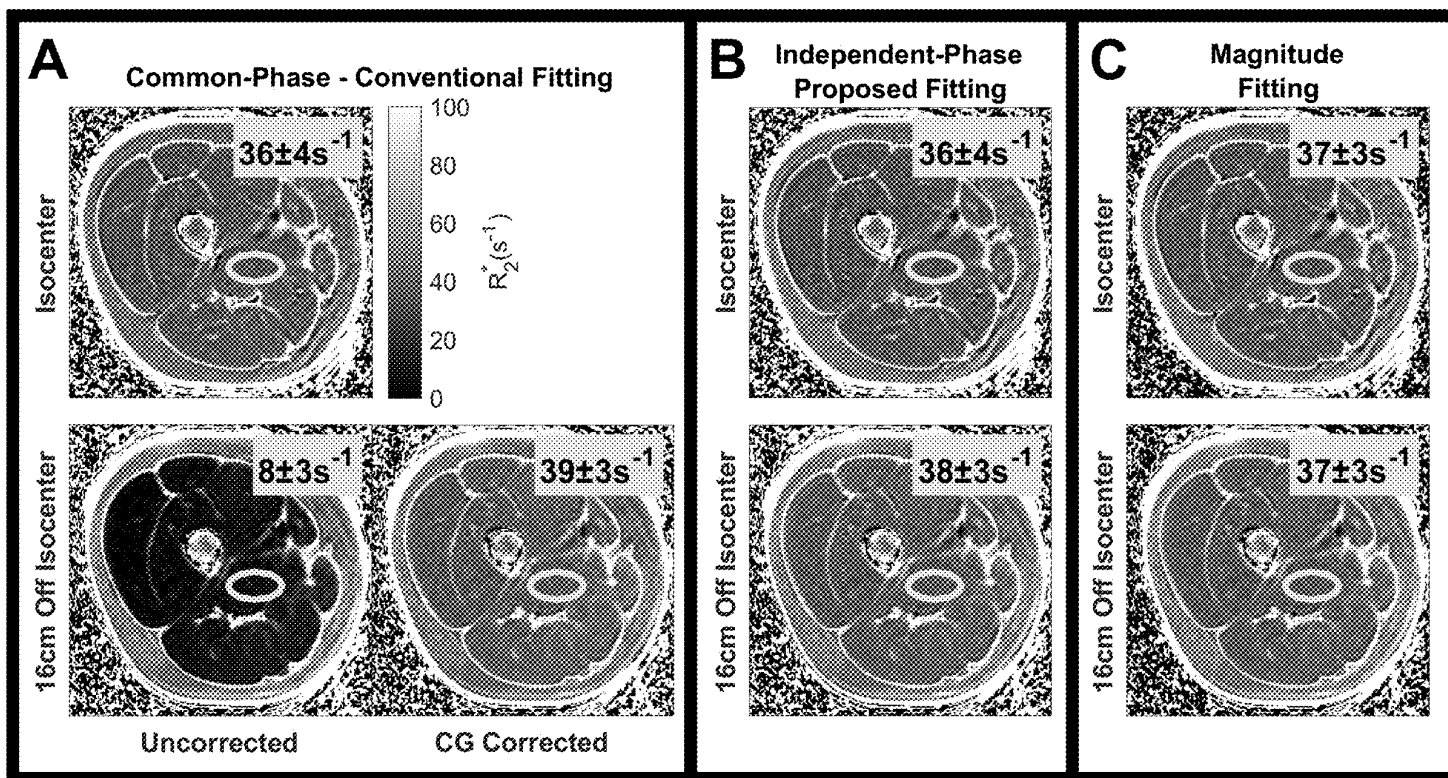 A
Common-Phase - Conventional Fitting
Isocenter
36±4s⁻¹
100
80
60
40
20
0
R₂*(s⁻¹)
16cm Off Isocenter
8±3s⁻¹
39±3s⁻¹
Uncorrected
CG Corrected
B
Independent-Phase
Proposed Fitting
Isocenter
36±4s⁻¹
16cm Off Isocenter
38±3s⁻¹
C
Magnitude
Fitting
Isocenter
37±3s⁻¹
16cm Off Isocenter
37±3s⁻¹